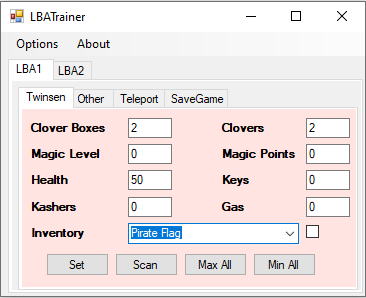 LBATrainer
Options About
LBA1 LBA2
Twinsen Other Teleport SaveGame
Clover Boxes 2 Clovers 2
Magic Level 0 Magic Points 0
Health 50 Keys 0
Kashers 0 Gas 0
Inventory Pirate Flag
Set Scan Max All Min All